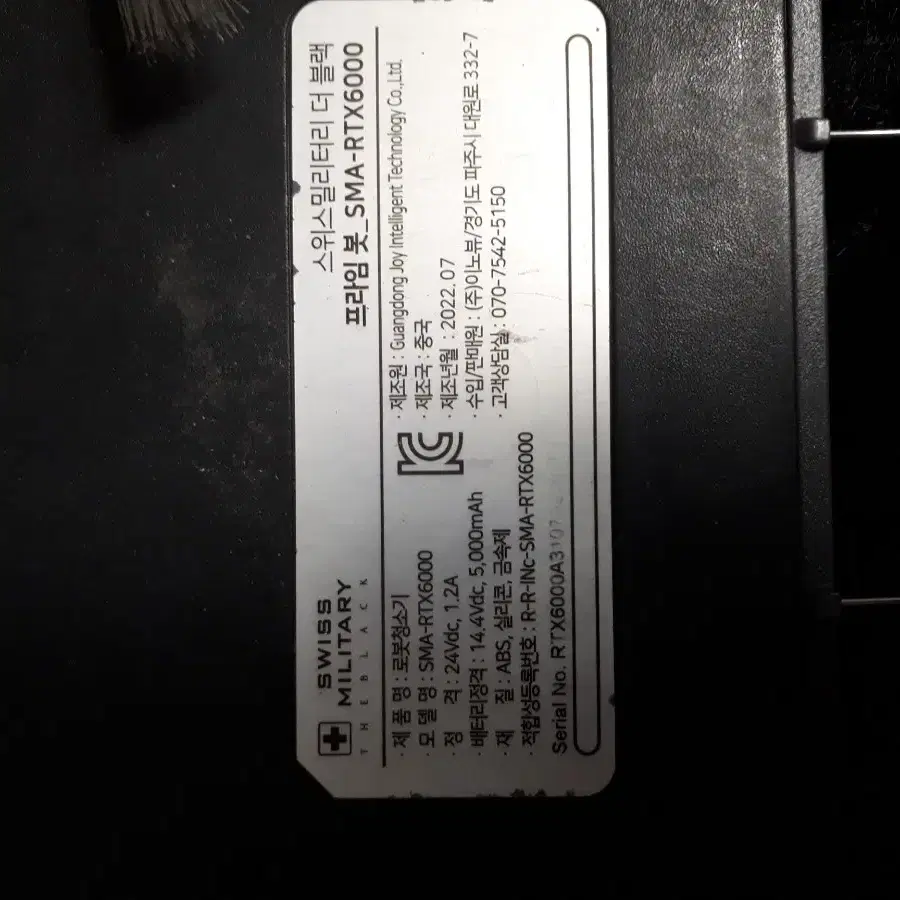 SWISS
MILITARY
THE BLACK
스위스밀리터리 더 블랙
프라임 봇_SMA-RTX6000
· 제 품 명 : 로봇청소기
· 모 델 명 : SMA-RTX6000
· 정 격 : 24Vdc, 1.2A
· 배터리정격 : 14.4Vdc, 5,000mAh
· 재 질 : ABS, 실리콘, 금속제
· 적합성등록번호 : R-R-INc-SMA-RTX6000
· 제조원 : Guangdong Joy Intelligent Technology Co.,Ltd.
· 제조국 : 중국
· 제조년월 : 2022.07
· 수입/판매원 : (주)이노뷰/경기도 파주시 대원로 332-7
· 고객상담실 : 070-7542-5150
Serial No.